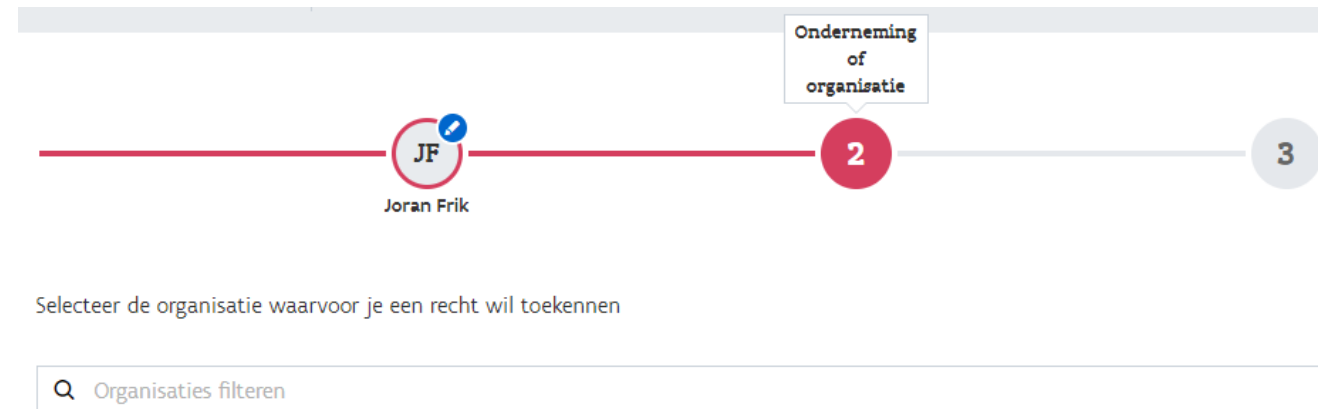 Onderneming
of
organisatie
JF
2
3
Joran Frik
Selecteer de organisatie waarvoor je een recht wil toekennen
Organisaties filteren